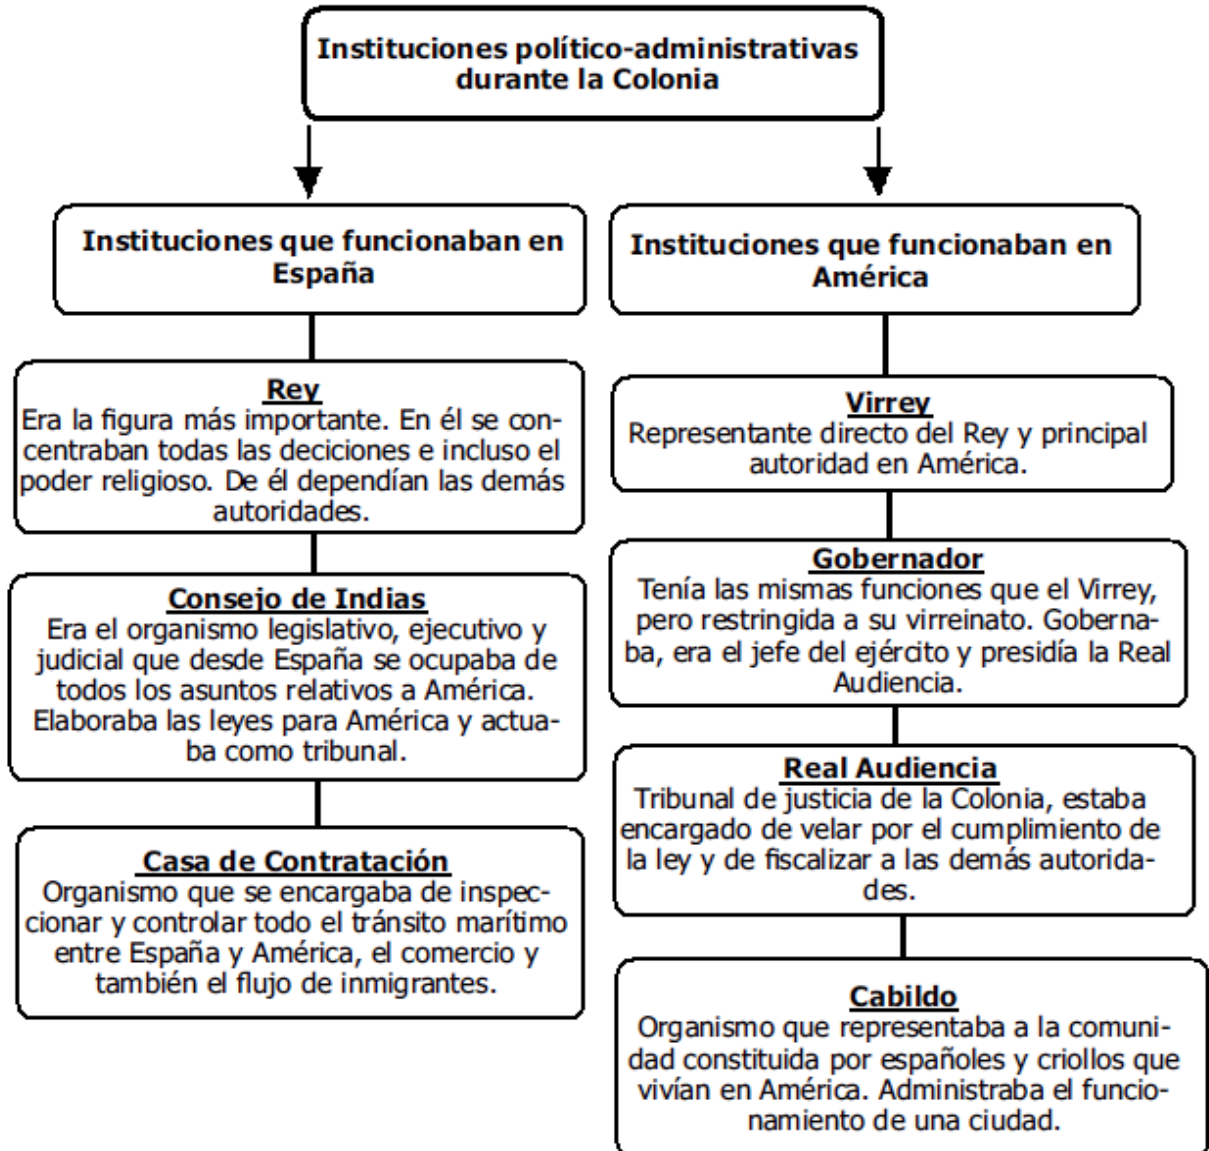 Instituciones político-administrativas
durante la Colonia
Instituciones que funcionaban en
España
Rey
Era la figura más importante. En él se con-
centraban todas las deciciones e incluso el
poder religioso. De él dependían las demás
autoridades.
Consejo de Indias
Era el organismo legislativo, ejecutivo y
judicial que desde España se ocupaba de
todos los asuntos relativos a América.
Elaboraba las leyes para América y actua-
ba como tribunal.
Casa de Contratación
Organismo que se encargaba de inspec-
cionar y controlar todo el tránsito marítimo
entre España y América, el comercio y
también el flujo de inmigrantes.
Instituciones que funcionaban en
América
Virrey
Representante directo del Rey y principal
autoridad en América.
Gobernador
Tenía las mismas funciones que el Virrey,
pero restringida a su virreinato. Goberna-
ba, era el jefe del ejército y presidía la Real
Audiencia.
Real Audiencia
Tribunal de justicia de la Colonia, estaba
encargado de velar por el cumplimiento de
la ley y de fiscalizar a las demás autorida-
des.
Cabildo
Organismo que representaba a la comuni-
dad constituida por españoles y criollos que
vivían en América. Administraba el funcio-
namiento de una ciudad.